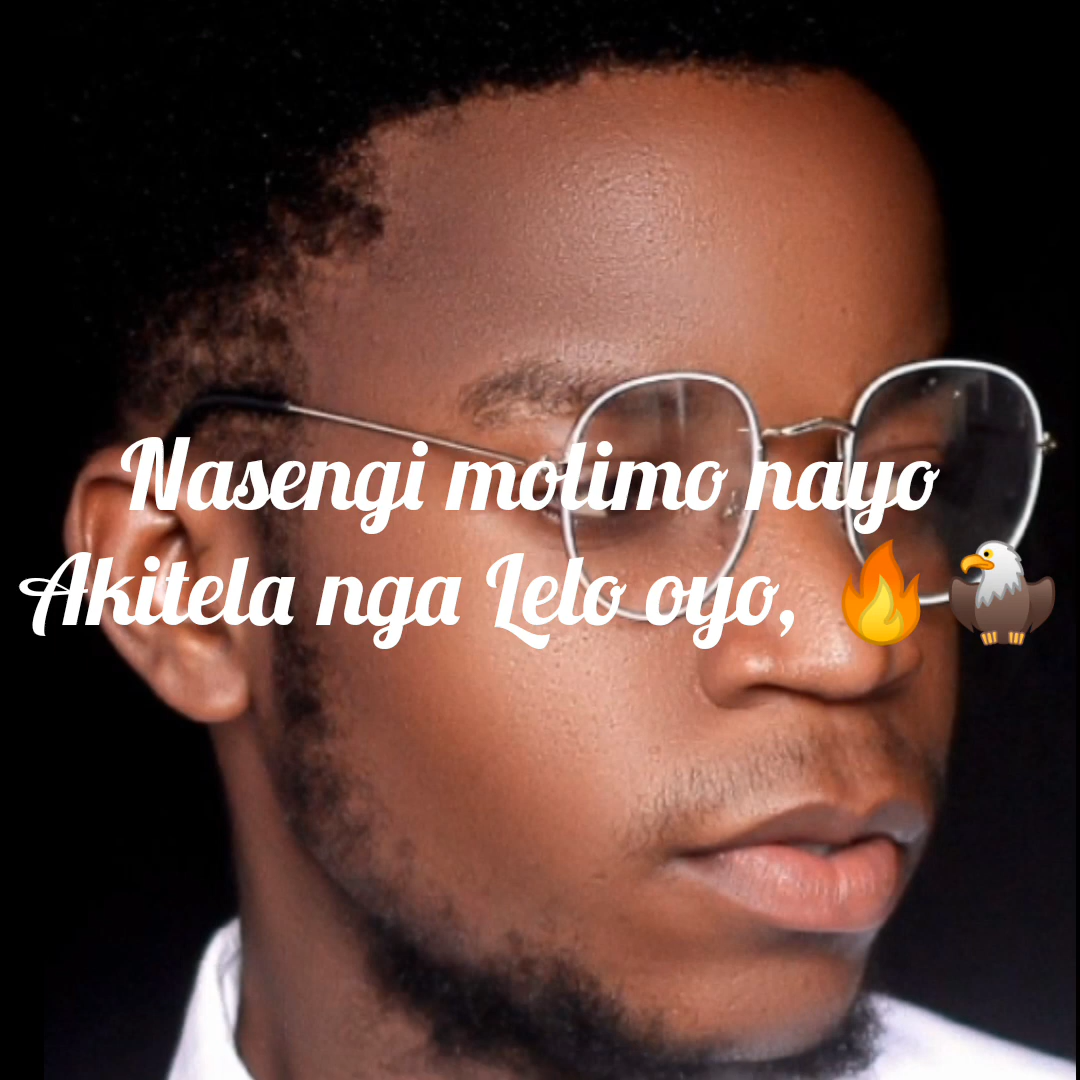 Nasengi molimo nayo
Akitela nga Lelo oyo, 🔥 🦅